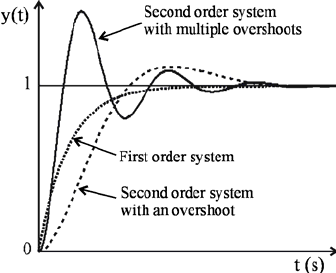 y(t)
Second order system
with multiple overshoots
1
First order system
Second order system
with an overshoot
0
t (s)